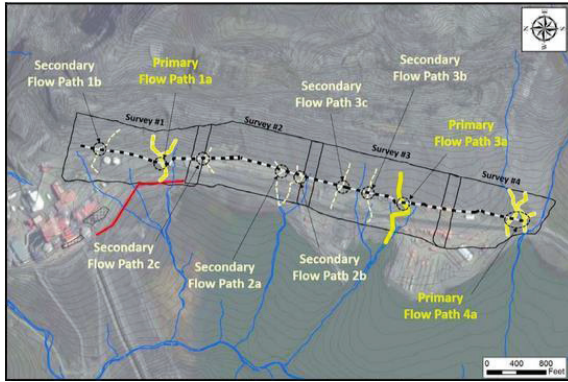 Secondary
Flow Path 1b
Primary
Flow Path 1a
Secondary
Flow Path 3c
Secondary
Flow Path 3b
Survey #1
Survey #2
Survey #3
Survey #4
Primary
Flow Path 3a
Secondary
Flow Path 2c
Secondary
Flow Path 2a
Secondary
Flow Path 2b
Primary
Flow Path 4a
0 400 800
Feet